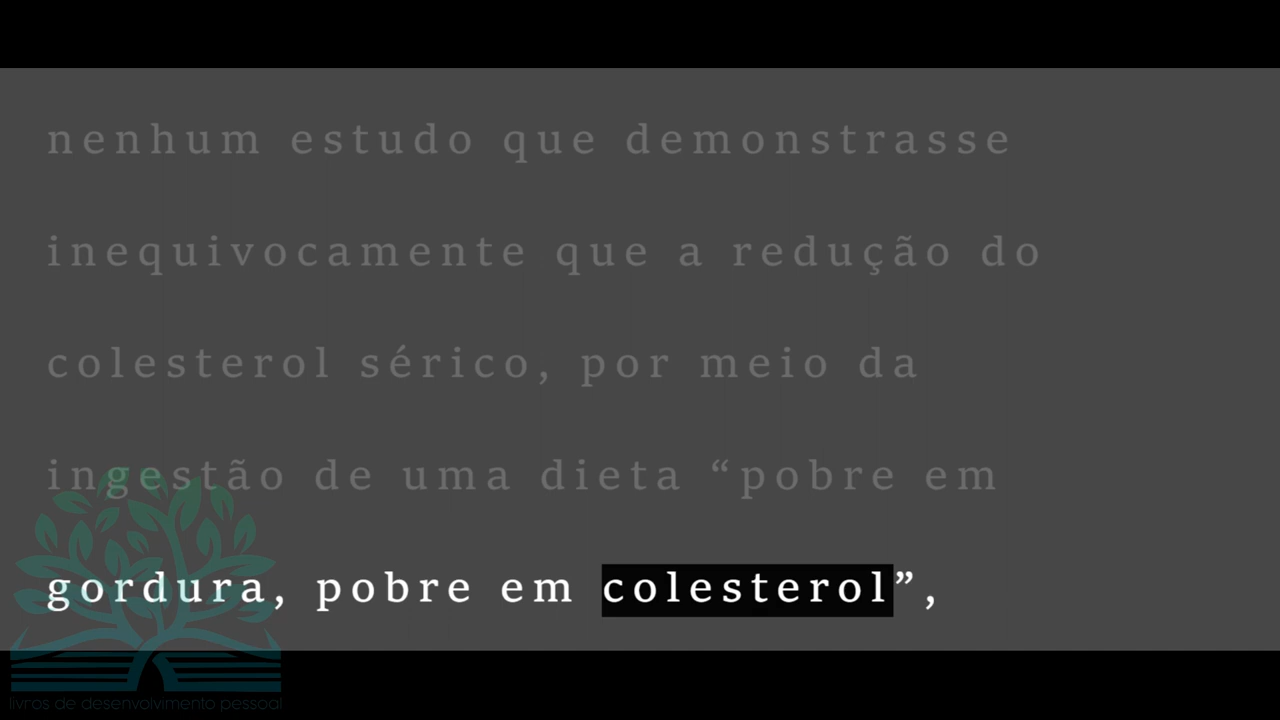 nenhum estudo que demonstrasse
inequivocamente que a redução do
colesterol sérico, por meio da
ingestão de uma dieta “pobre em
gordura, pobre em colesterol”,
livros de desenvolvimento pessoal